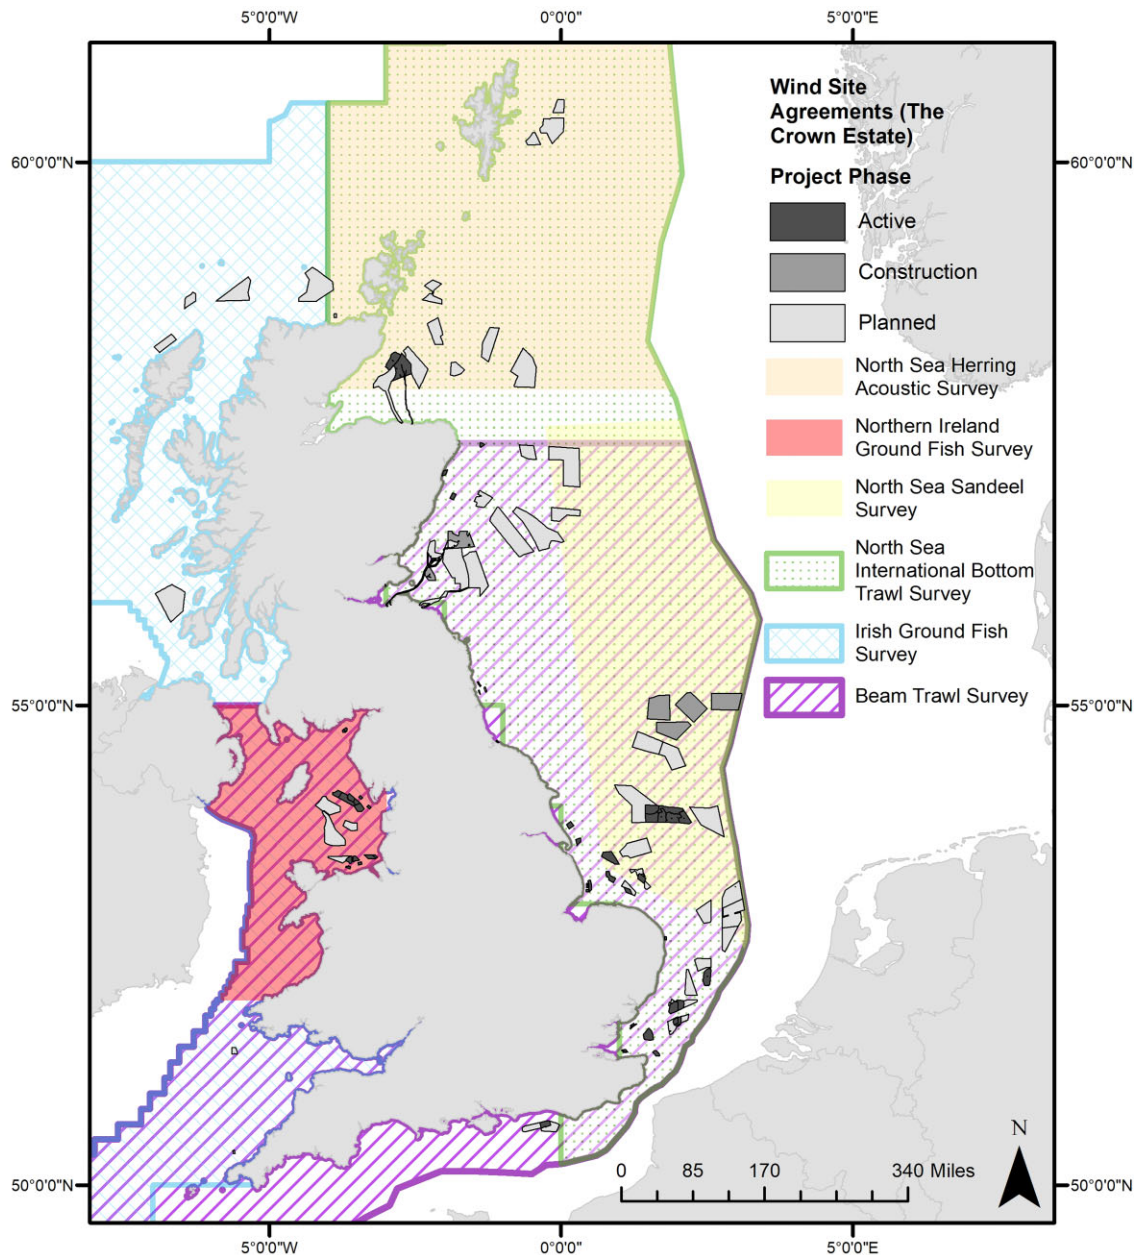 5°0'0"W 0°0'0" 5°0'0"E
60°0'0"N 60°0'0"N
Wind Site
Agreements (The
Crown Estate)
Project Phase
Active
Construction
Planned
North Sea Herring
Acoustic Survey
Northern Ireland
Ground Fish Survey
North Sea Sandeel
Survey
North Sea
International Bottom
Trawl Survey
Irish Ground Fish
Survey
Beam Trawl Survey
55°0'0"N 55°0'0"N
N
0 85 170 340 Miles
50°0'0"N 50°0'0"N
5°0'0"W 0°0'0" 5°0'0"E